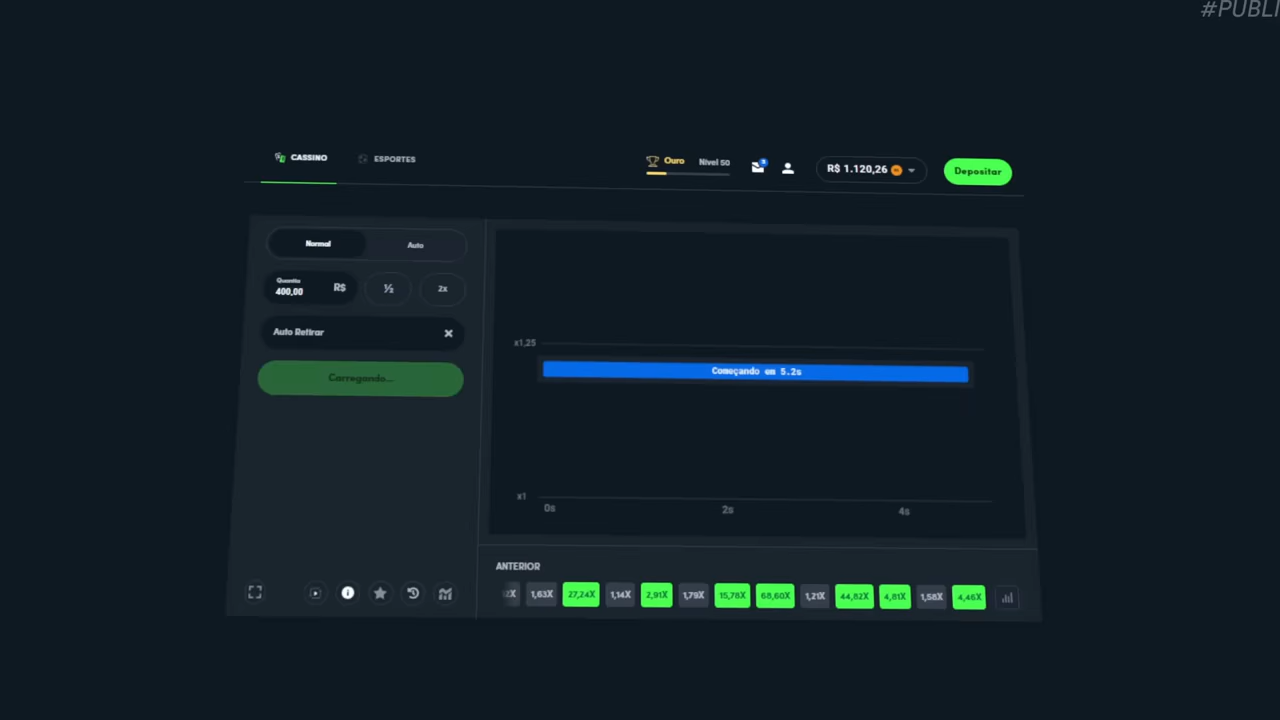 #PUBLI
CASSINO
ESPORTES
Ouro
Nível 50
R$ 1.120,26
Depositar
Normal
Auto
Quantia
400,00
R$
½
2x
Auto Retirar
Carregando...
x1,25
Começando em 5.2s
x1
0s
2s
4s
ANTERIOR
1,63X
27,24X
1,14X
2,91X
1,79X
15,78X
68,60X
1,21X
44,82X
4,81X
1,58X
4,46X